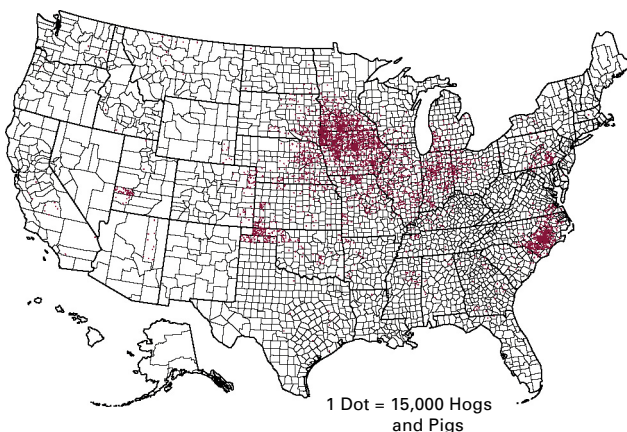 1 Dot = 15,000 Hogs
and Pigs